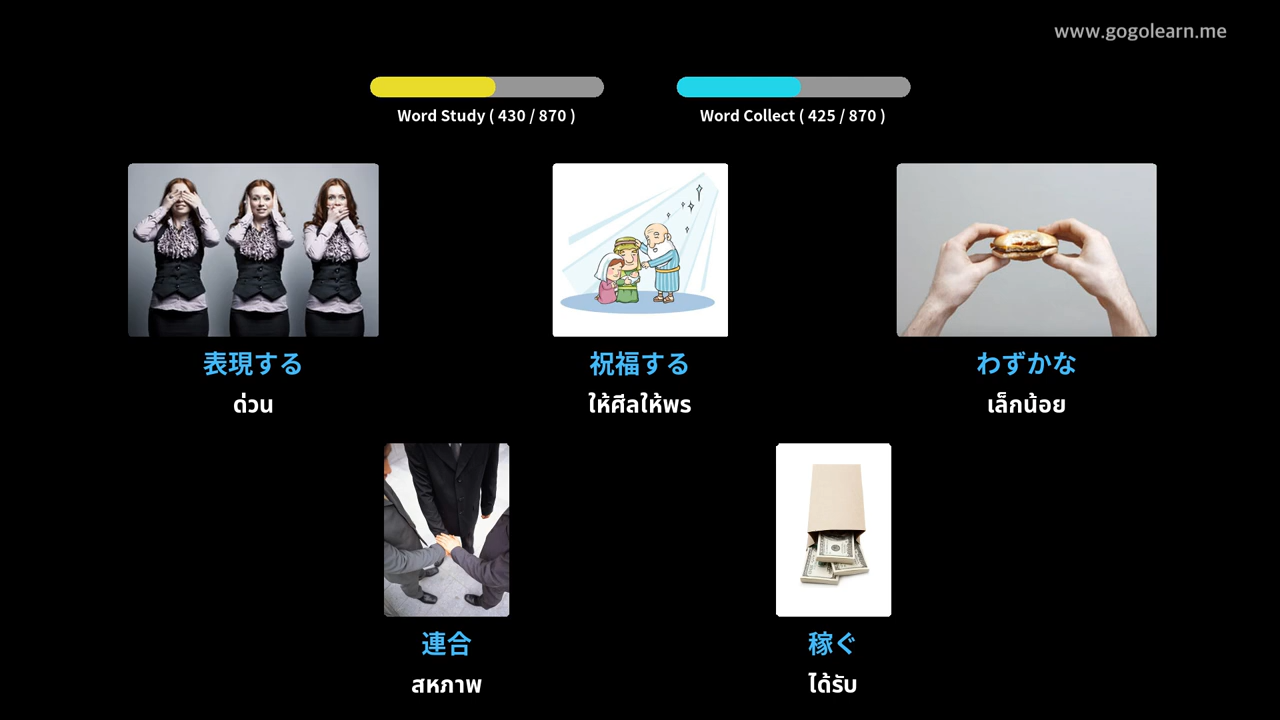 www.gogolearn.me
Word Study ( 430 / 870 )
Word Collect ( 425 / 870 )
表現する
ด่วน
祝福する
ให้ศีลให้พร
わずかな
เล็กน้อย
連合
สหภาพ
稼ぐ
ได้รับ